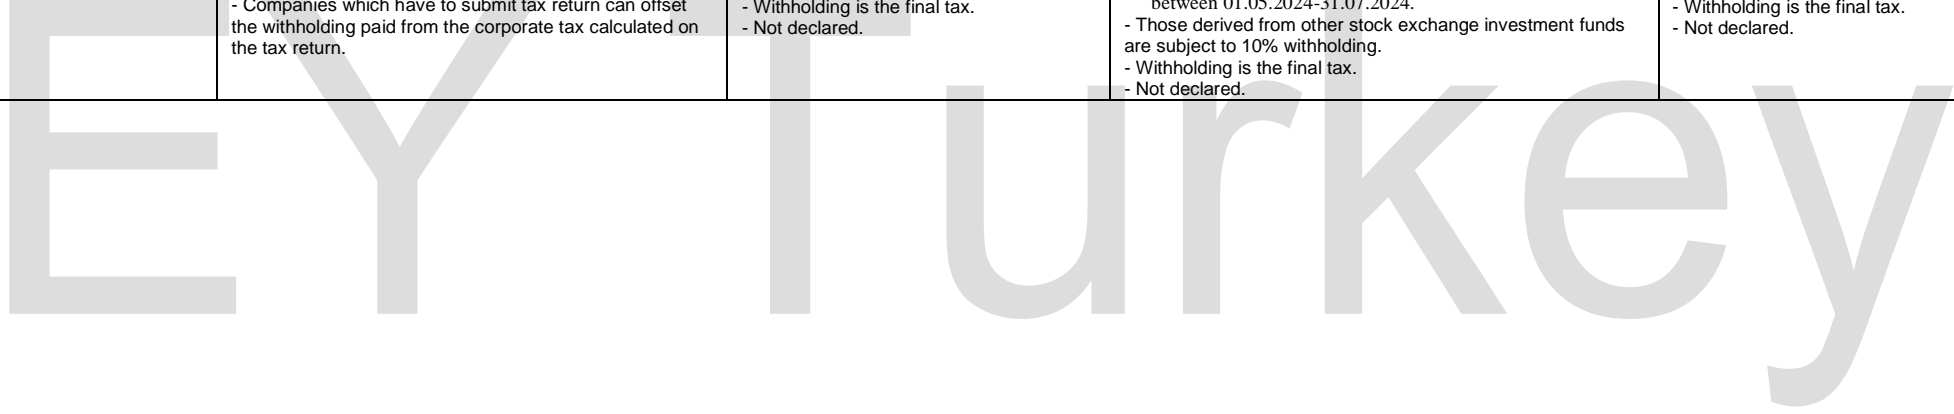 - Companies which have to submit tax return can offset
the withholding paid from the corporate tax calculated on
the tax return.
- Withholding is the final tax.
- Not declared.
between 01.05.2024-31.07.2024.
- Those derived from other stock exchange investment funds
are subject to 10% withholding.
- Withholding is the final tax.
- Not declared.
- Withholding is the final tax.
- Not declared.
EY Turkey